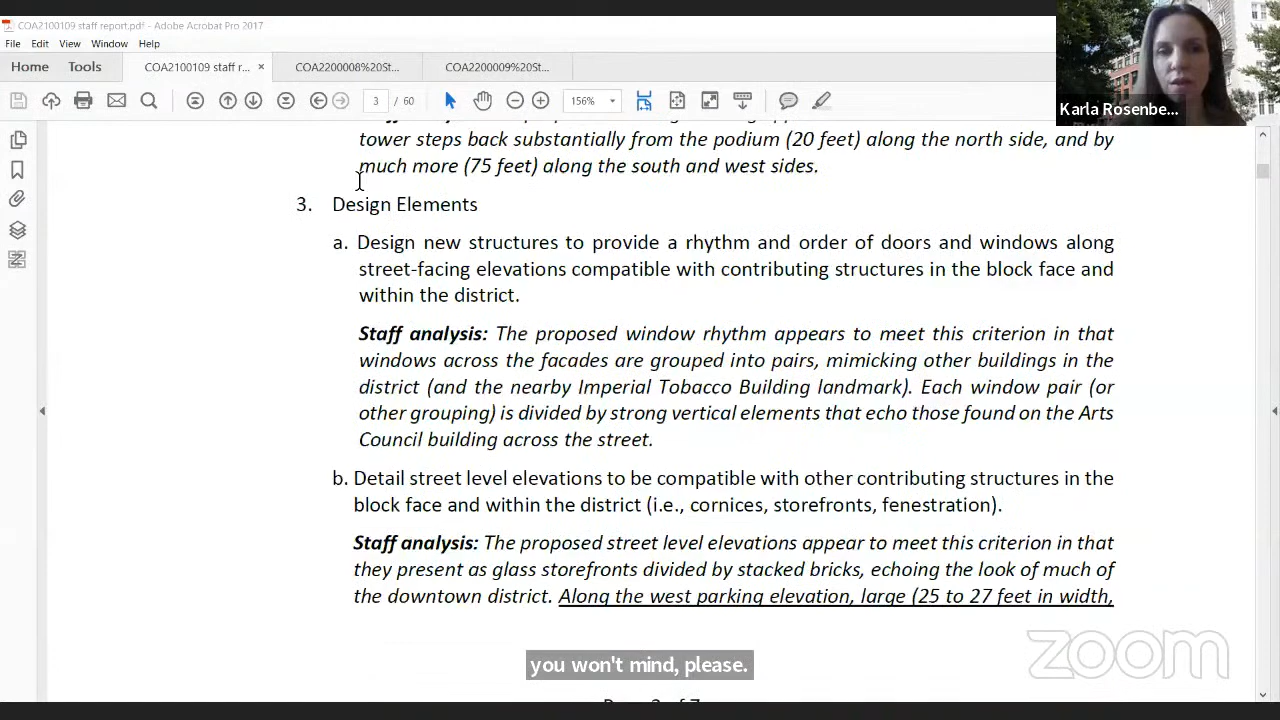 COA2100109 staff report.pdf - Adobe Acrobat Pro 2017
File Edit View Window Help
Home Tools COA2100109 staff r... × COA2200008%20St... COA2200009%20St...
3 / 60 156%
Karla Rosenbe...
tower steps back substantially from the podium (20 feet) along the north side, and by
much more (75 feet) along the south and west sides.
3. Design Elements
a. Design new structures to provide a rhythm and order of doors and windows along
street-facing elevations compatible with contributing structures in the block face and
within the district.
Staff analysis: The proposed window rhythm appears to meet this criterion in that
windows across the facades are grouped into pairs, mimicking other buildings in the
district (and the nearby Imperial Tobacco Building landmark). Each window pair (or
other grouping) is divided by strong vertical elements that echo those found on the Arts
Council building across the street.
b. Detail street level elevations to be compatible with other contributing structures in the
block face and within the district (i.e., cornices, storefronts, fenestration).
Staff analysis: The proposed street level elevations appear to meet this criterion in that
they present as glass storefronts divided by stacked bricks, echoing the look of much of
the downtown district. Along the west parking elevation, large (25 to 27 feet in width,
zoom
you won't mind, please.